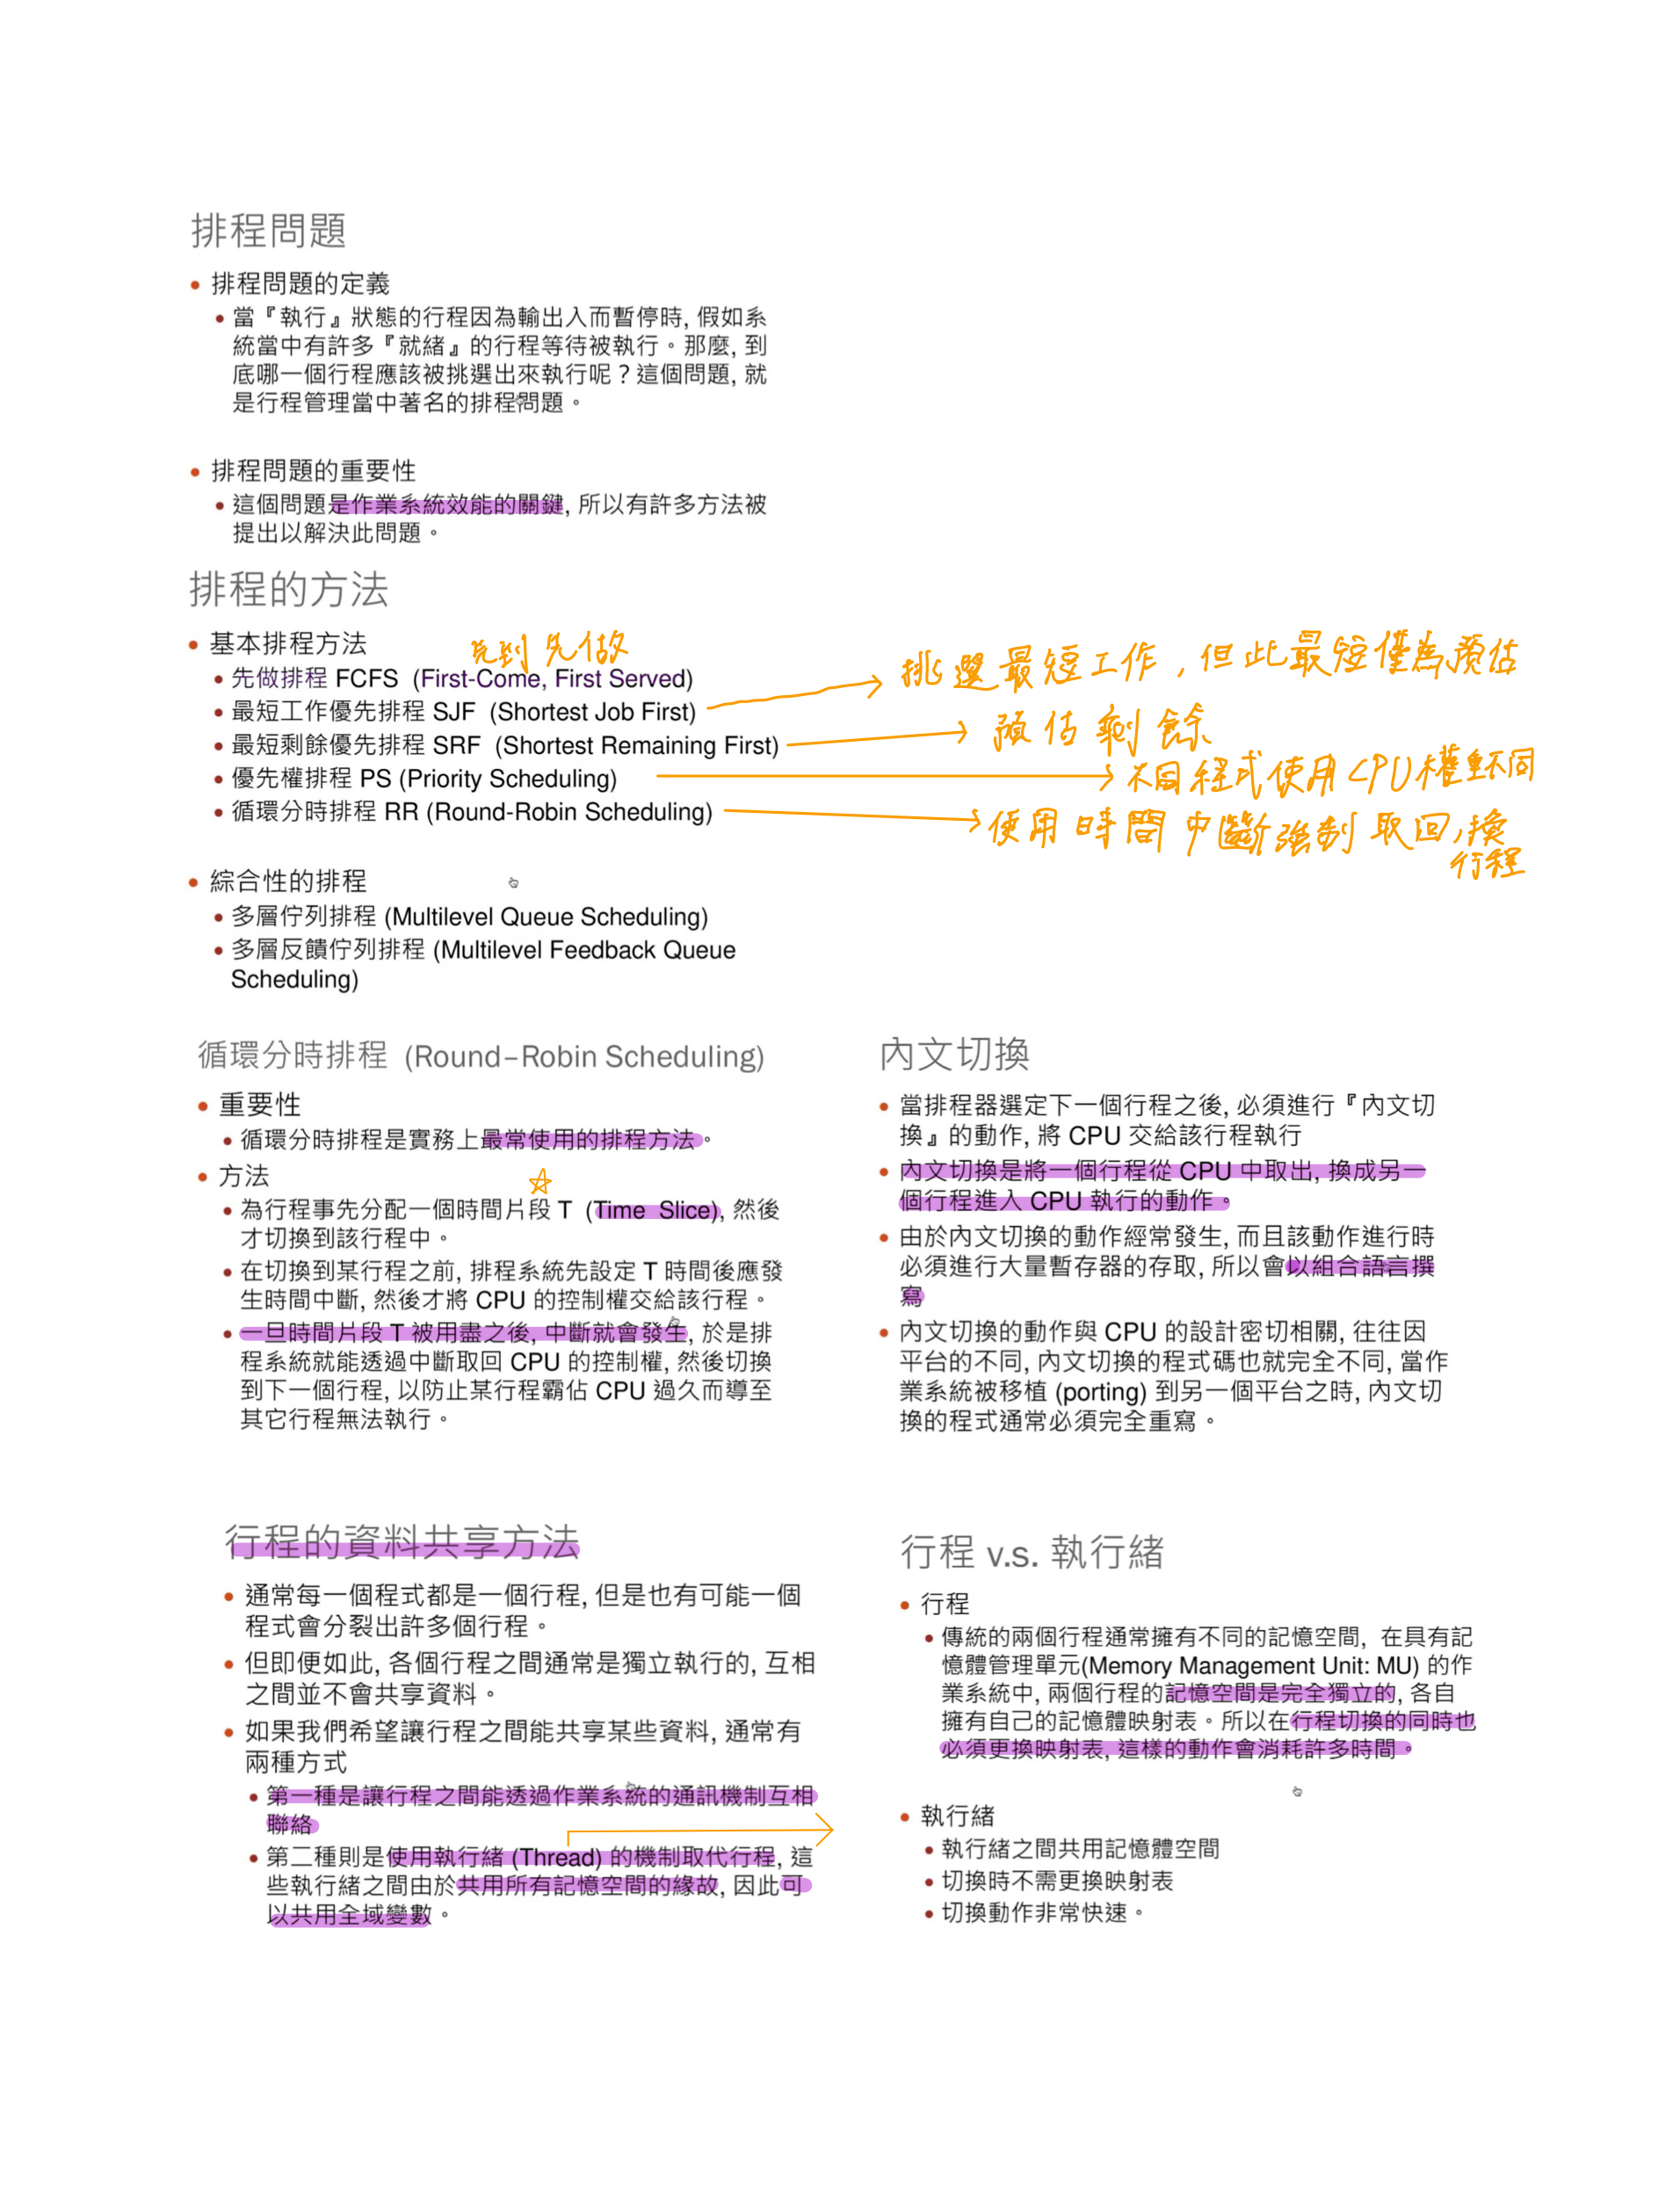 排程問題
• 排程問題的定義
• 當『執行』狀態的行程因為輸出入而暫停時, 假如系
統當中有許多『就緒』的行程等待被執行。那麼, 到
底哪一個行程應該被挑選出來執行呢？這個問題, 就
是行程管理當中著名的排程問題。
• 排程問題的重要性
• 這個問題是作業系統效能的關鍵, 所以有許多方法被
提出以解決此問題。
排程的方法
• 基本排程方法
先到先做
• 先做排程 FCFS (First-Come, First Served)
• 最短工作優先排程 SJF (Shortest Job First)
挑選最短工作，但此最短僅為預估
• 最短剩餘優先排程 SRF (Shortest Remaining First)
預估剩餘
• 優先權排程 PS (Priority Scheduling)
不同程式使用CPU權重不同
• 循環分時排程 RR (Round-Robin Scheduling)
使用時間中斷強制取回,換
行程
• 綜合性的排程
• 多層佇列排程 (Multilevel Queue Scheduling)
• 多層反饋佇列排程 (Multilevel Feedback Queue
Scheduling)
循環分時排程 (Round–Robin Scheduling)
• 重要性
• 循環分時排程是實務上最常使用的排程方法。
• 方法
• 為行程事先分配一個時間片段 T (Time Slice), 然後
才切換到該行程中。
• 在切換到某行程之前, 排程系統先設定 T 時間後應發
生時間中斷, 然後才將 CPU 的控制權交給該行程。
• 一旦時間片段 T 被用盡之後, 中斷就會發生, 於是排
程系統就能透過中斷取回 CPU 的控制權, 然後切換
到下一個行程, 以防止某行程霸佔 CPU 過久而導至
其它行程無法執行。
內文切換
• 當排程器選定下一個行程之後, 必須進行『內文切
換』的動作, 將 CPU 交給該行程執行
• 內文切換是將一個行程從 CPU 中取出, 換成另一
個行程進入 CPU 執行的動作。
• 由於內文切換的動作經常發生, 而且該動作進行時
必須進行大量暫存器的存取, 所以會以組合語言撰
寫
• 內文切換的動作與 CPU 的設計密切相關, 往往因
平台的不同, 內文切換的程式碼也就完全不同, 當作
業系統被移植 (porting) 到另一個平台之時, 內文切
換的程式通常必須完全重寫。
行程的資料共享方法
• 通常每一個程式都是一個行程, 但是也有可能一個
程式會分裂出許多個行程。
• 但即便如此, 各個行程之間通常是獨立執行的, 互相
之間並不會共享資料。
• 如果我們希望讓行程之間能共享某些資料, 通常有
兩種方式
• 第一種是讓行程之間能透過作業系統的通訊機制互相
聯絡
• 第二種則是使用執行緒 (Thread) 的機制取代行程, 這
些執行緒之間由於共用所有記憶空間的緣故, 因此可
以共用全域變數。
行程 v.s. 執行緒
• 行程
• 傳統的兩個行程通常擁有不同的記憶空間, 在具有記
憶體管理單元(Memory Management Unit: MU) 的作
業系統中, 兩個行程的記憶空間是完全獨立的, 各自
擁有自己的記憶體映射表。所以在行程切換的同時也
必須更換映射表, 這樣的動作會消耗許多時間。
• 執行緒
• 執行緒之間共用記憶體空間
• 切換時不需更換映射表
• 切換動作非常快速。